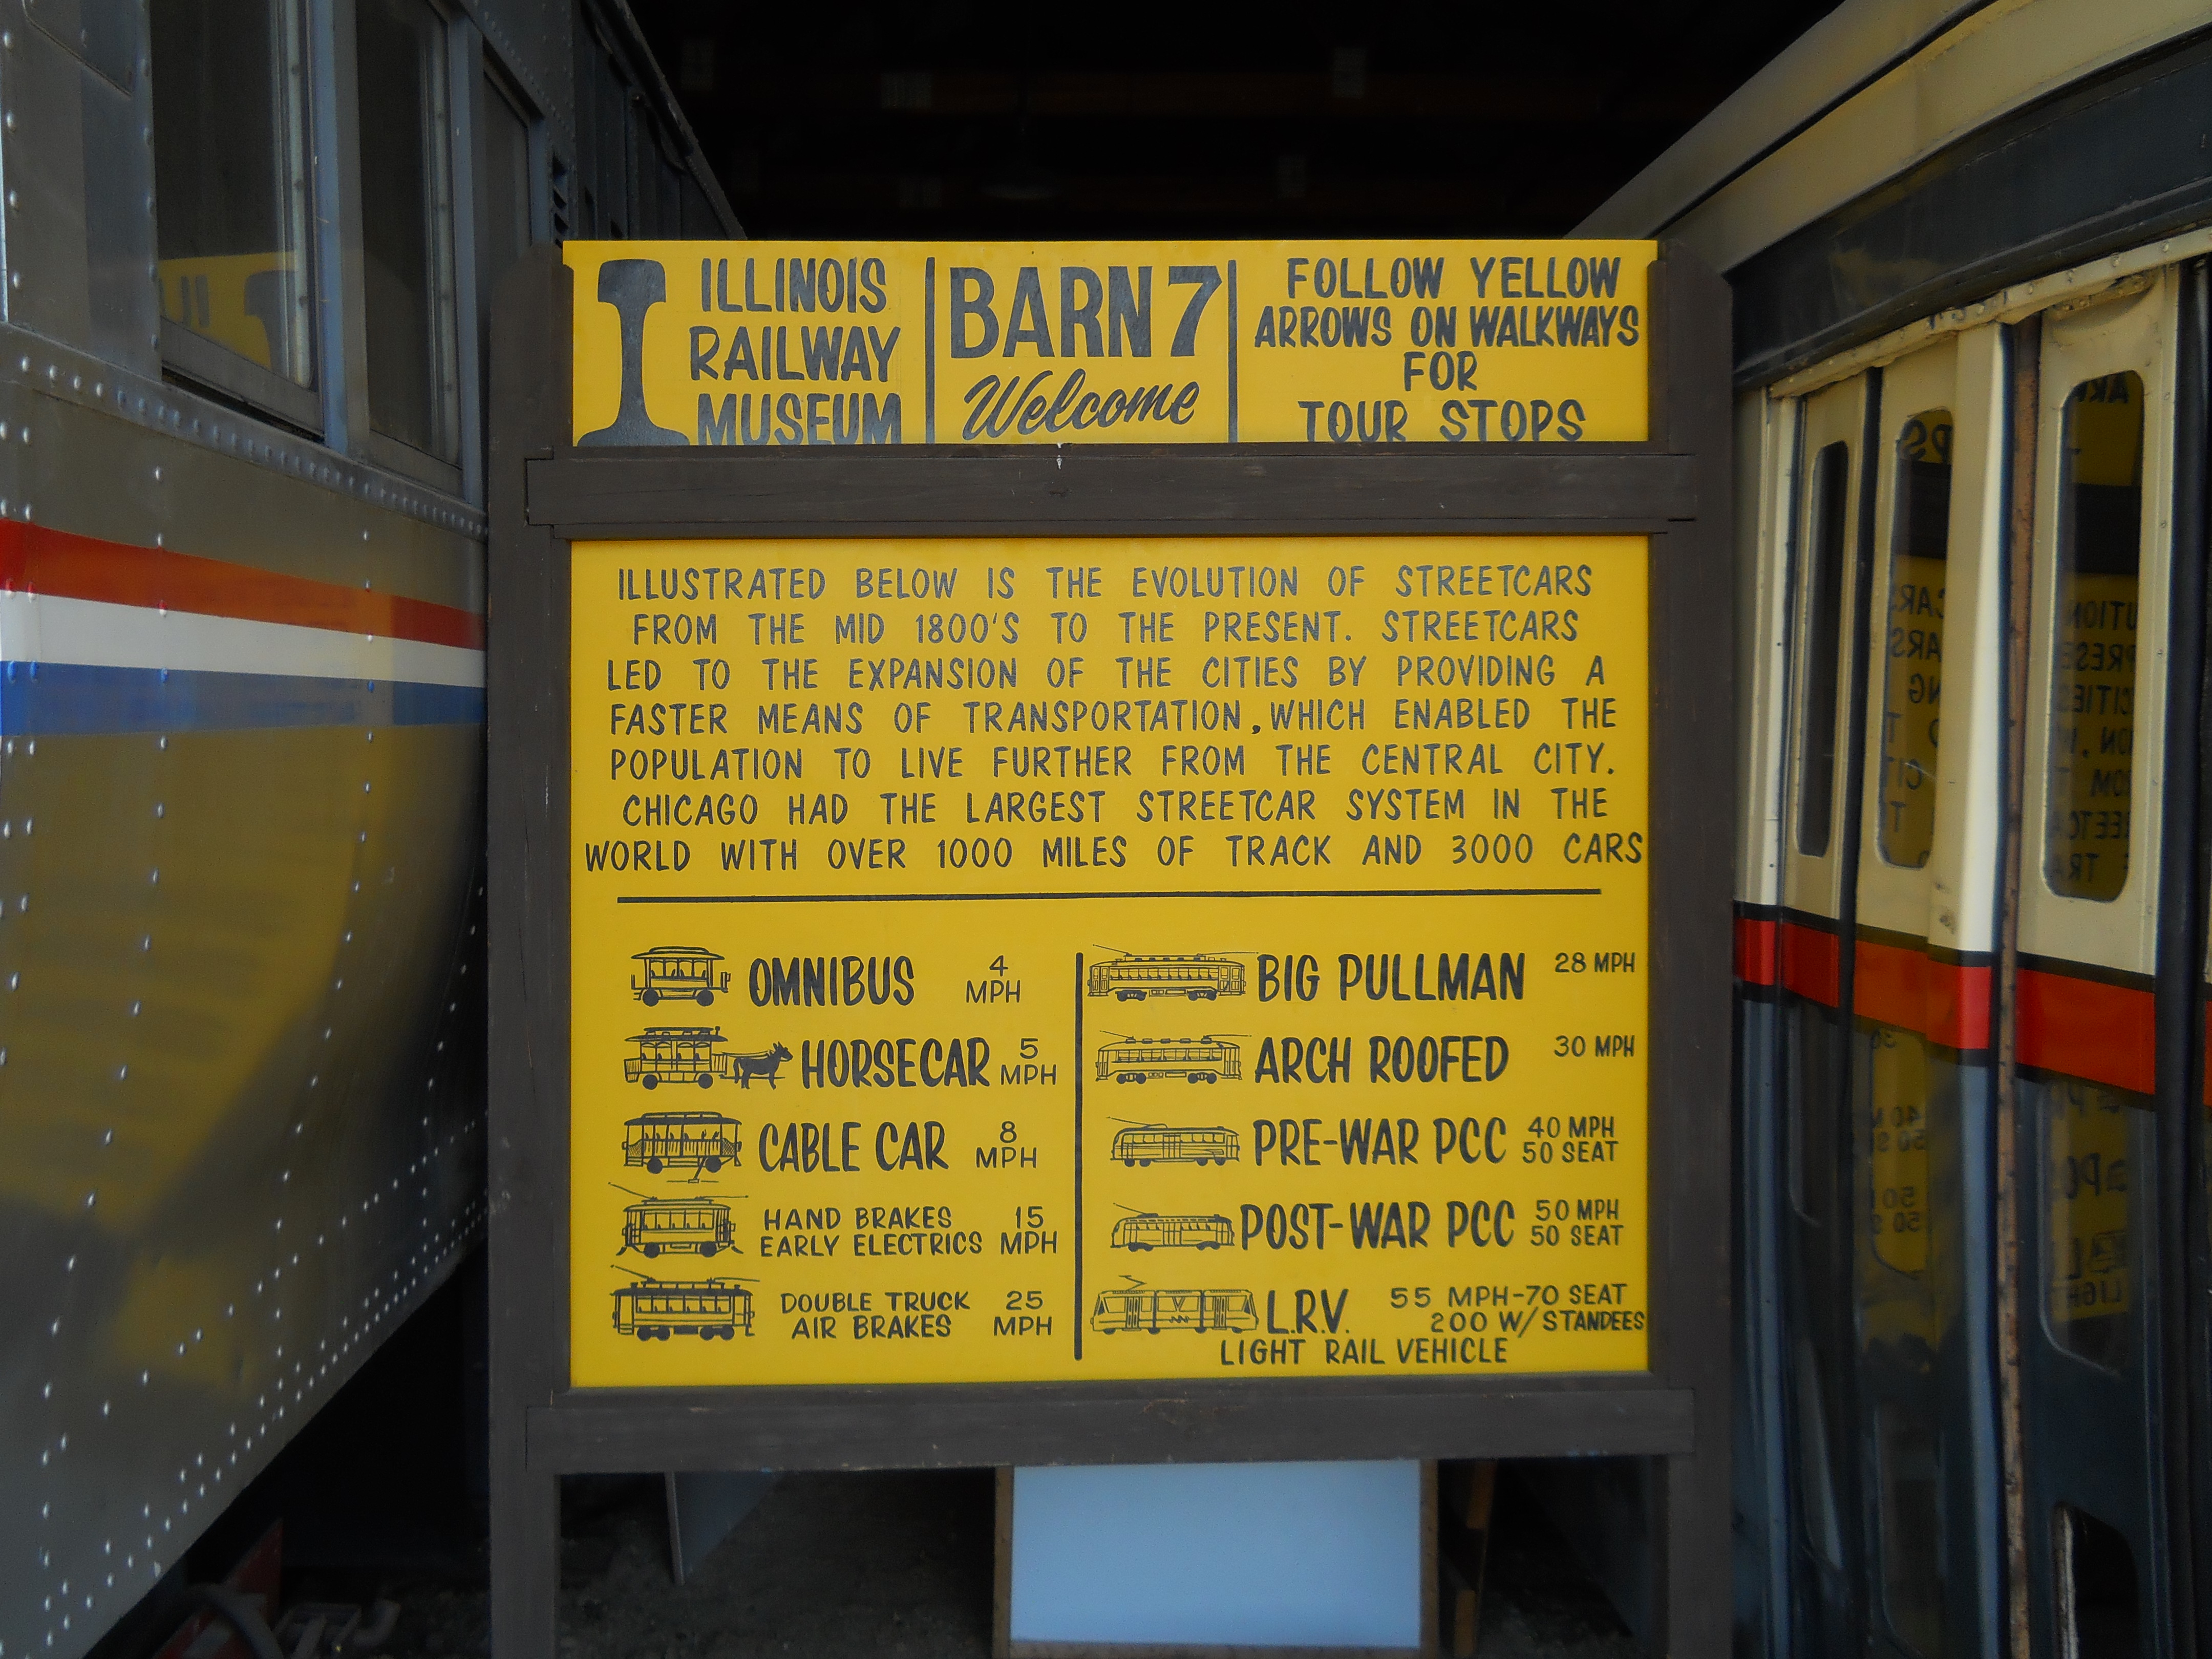 ILLINOIS
RAILWAY
MUSEUM
BARN 7
Welcome
FOLLOW YELLOW
ARROWS ON WALKWAYS
FOR
TOUR STOPS
ILLUSTRATED BELOW IS THE EVOLUTION OF STREETCARS
FROM THE MID 1800'S TO THE PRESENT. STREETCARS
LED TO THE EXPANSION OF THE CITIES BY PROVIDING A
FASTER MEANS OF TRANSPORTATION, WHICH ENABLED THE
POPULATION TO LIVE FURTHER FROM THE CENTRAL CITY.
CHICAGO HAD THE LARGEST STREETCAR SYSTEM IN THE
WORLD WITH OVER 1000 MILES OF TRACK AND 3000 CARS
OMNIBUS 4
MPH
HORSECAR 5
MPH
CABLE CAR 8
MPH
HAND BRAKES 15
EARLY ELECTRICS MPH
DOUBLE TRUCK 25
AIR BRAKES MPH
BIG PULLMAN 28 MPH
ARCH ROOFED 30 MPH
PRE-WAR PCC 40 MPH
50 SEAT
POST-WAR PCC 50 MPH
50 SEAT
L.R.V. 55 MPH-70 SEAT
200 W/ STANDEES
LIGHT RAIL VEHICLE